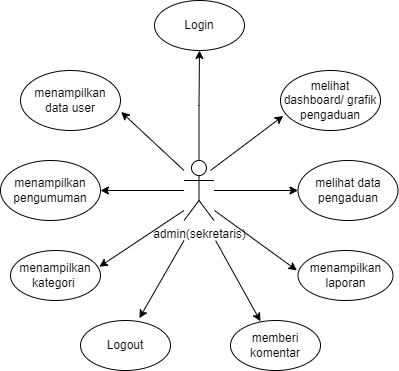 Login
menampilkan
data user
melihat
dashboard/ grafik
pengaduan
menampilkan
pengumuman
melihat data
pengaduan
admin(sekretaris)
menampilkan
kategori
menampilkan
laporan
Logout
memberi
komentar